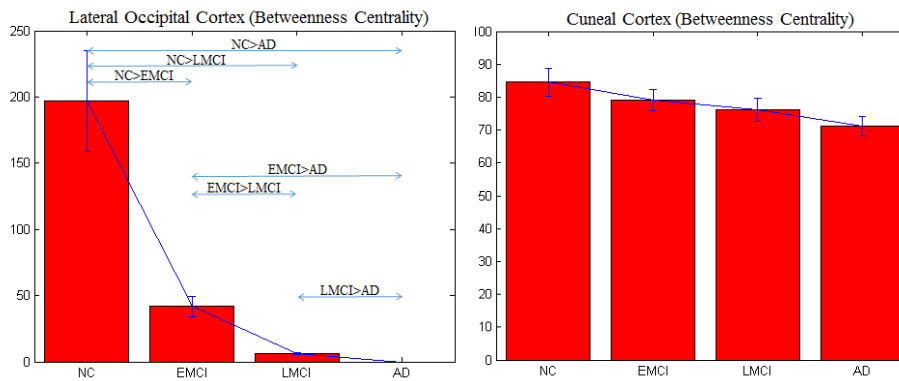 Lateral Occipital Cortex (Betweenness Centrality)
250
200
150
100
50
0
NC>AD
NC>LMCI
NC>EMCI
EMCI>AD
EMCI>LMCI
LMCI>AD
NC EMCI LMCI AD
Cuneal Cortex (Betweenness Centrality)
100
90
80
70
60
50
40
30
20
10
0
NC EMCI LMCI AD